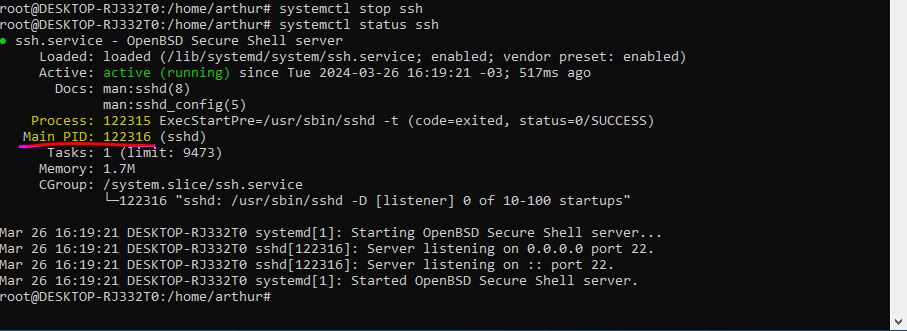 root@DESKTOP-RJ332T0:/home/arthur# systemctl stop ssh
root@DESKTOP-RJ332T0:/home/arthur# systemctl status ssh
● ssh.service - OpenBSD Secure Shell server
Loaded: loaded (/lib/systemd/system/ssh.service; enabled; vendor preset: enabled)
Active: active (running) since Tue 2024-03-26 16:19:21 -03; 517ms ago
Docs: man:sshd(8)
man:sshd_config(5)
Process: 122315 ExecStartPre=/usr/sbin/sshd -t (code=exited, status=0/SUCCESS)
Main PID: 122316 (sshd)
Tasks: 1 (limit: 9473)
Memory: 1.7M
CGroup: /system.slice/ssh.service
└─122316 "sshd: /usr/sbin/sshd -D [listener] 0 of 10-100 startups"
Mar 26 16:19:21 DESKTOP-RJ332T0 systemd[1]: Starting OpenBSD Secure Shell server...
Mar 26 16:19:21 DESKTOP-RJ332T0 sshd[122316]: Server listening on 0.0.0.0 port 22.
Mar 26 16:19:21 DESKTOP-RJ332T0 sshd[122316]: Server listening on :: port 22.
Mar 26 16:19:21 DESKTOP-RJ332T0 systemd[1]: Started OpenBSD Secure Shell server.
root@DESKTOP-RJ332T0:/home/arthur#